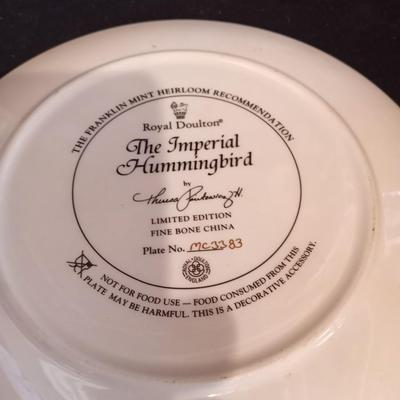 THE FRANKLIN MINT HEIRLOOM RECOMMENDATION
Royal Doulton®
The Imperial
Hummingbird
by
LIMITED EDITION
FINE BONE CHINA
Plate No. MC3383
NOT FOR FOOD USE — FOOD CONSUMED FROM THIS
PLATE MAY BE HARMFUL. THIS IS A DECORATIVE ACCESSORY.